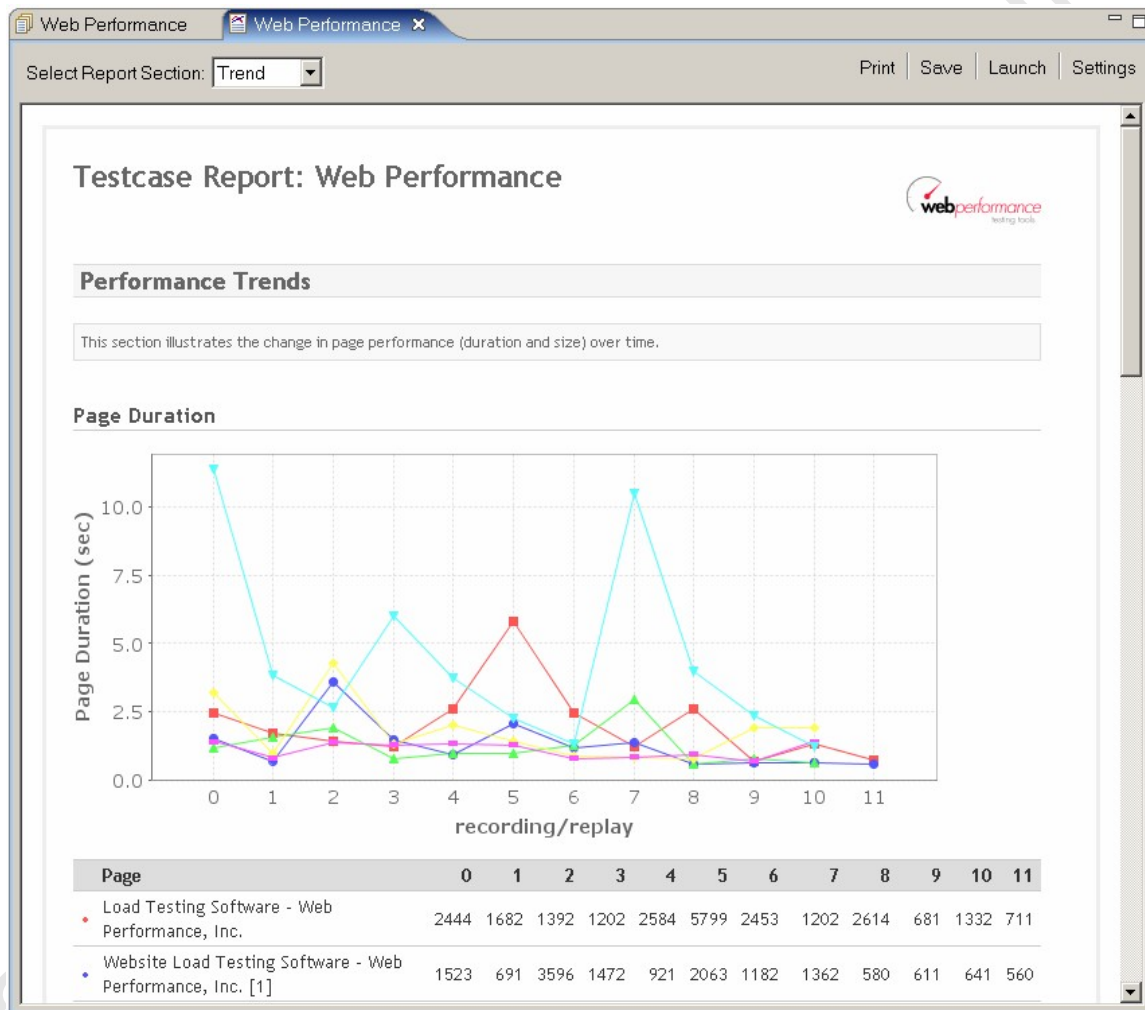 Web Performance
Web Performance
Select Report Section: Trend
Print Save Launch Settings
Testcase Report: Web Performance
webperformance
testing tools
Performance Trends
This section illustrates the change in page performance (duration and size) over time.
Page Duration
Page Duration (sec)
10.0
7.5
5.0
2.5
0.0
0 1 2 3 4 5 6 7 8 9 10 11
recording/replay
Page 0 1 2 3 4 5 6 7 8 9 10 11
Load Testing Software - Web
Performance, Inc.
2444 1682 1392 1202 2584 5799 2453 1202 2614 681 1332 711
Website Load Testing Software - Web
Performance, Inc. [1]
1523 691 3596 1472 921 2063 1182 1362 580 611 641 560